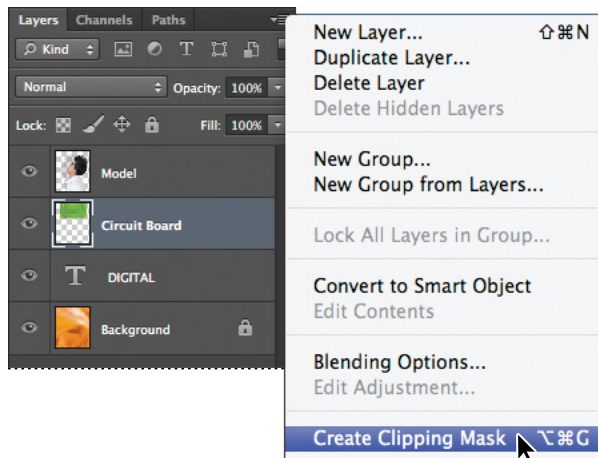 Layers Channels Paths
Kind
Normal Opacity: 100%
Lock: Fill: 100%
Model
Circuit Board
T DIGITAL
Background
New Layer... ⇧⌘N
Duplicate Layer...
Delete Layer
Delete Hidden Layers
New Group...
New Group from Layers...
Lock All Layers in Group...
Convert to Smart Object
Edit Contents
Blending Options...
Edit Adjustment...
Create Clipping Mask ⌥⌘G